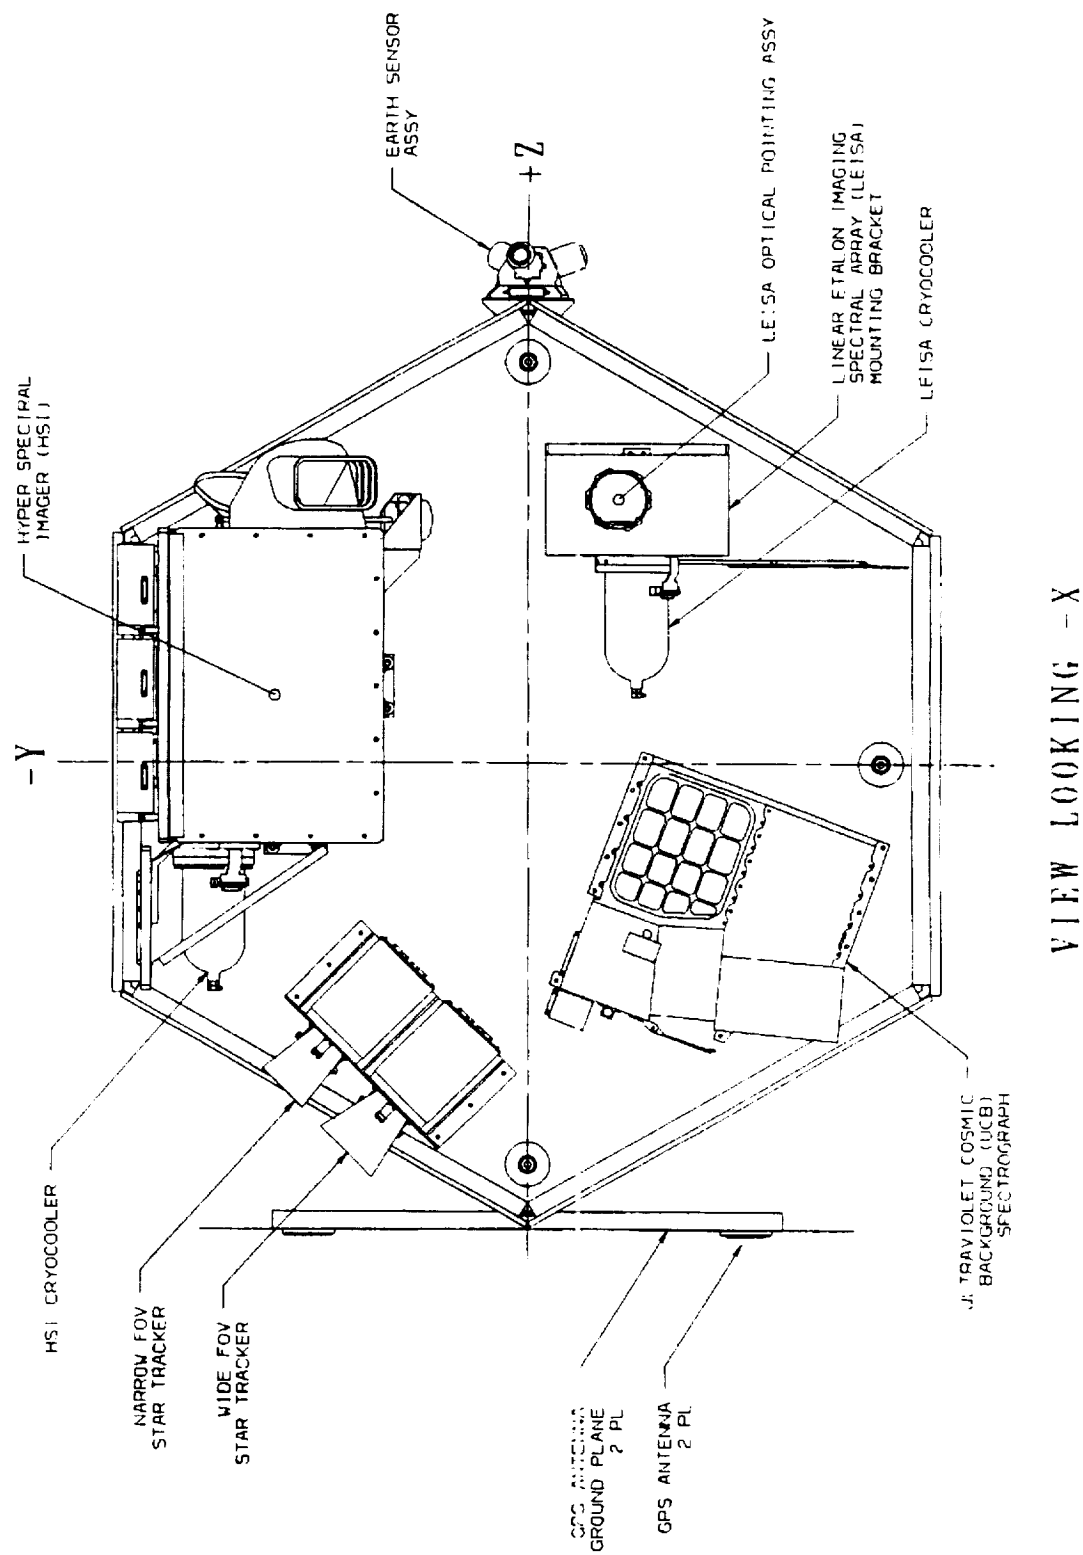 HSI CRYOCOOLER
NARROW FOV
STAR TRACKER
WIDE FOV
STAR TRACKER
GPS ANTENNA
GROUND PLANE
2 PL
GPS ANTENNA
2 PL
-Y
HYPER SPECTRAL
IMAGER (HSI)
EARTH SENSOR
ASSY
+Z
LEISA OPTICAL POINTING ASSY
LINEAR ETALON IMAGING
SPECTRAL ARRAY (LEISA)
MOUNTING BRACKET
LEISA CRYOCOOLER
ULTRAVIOLET COSMIC
BACKGROUND (UCB)
SPECTROGRAPH
VIEW LOOKING -X